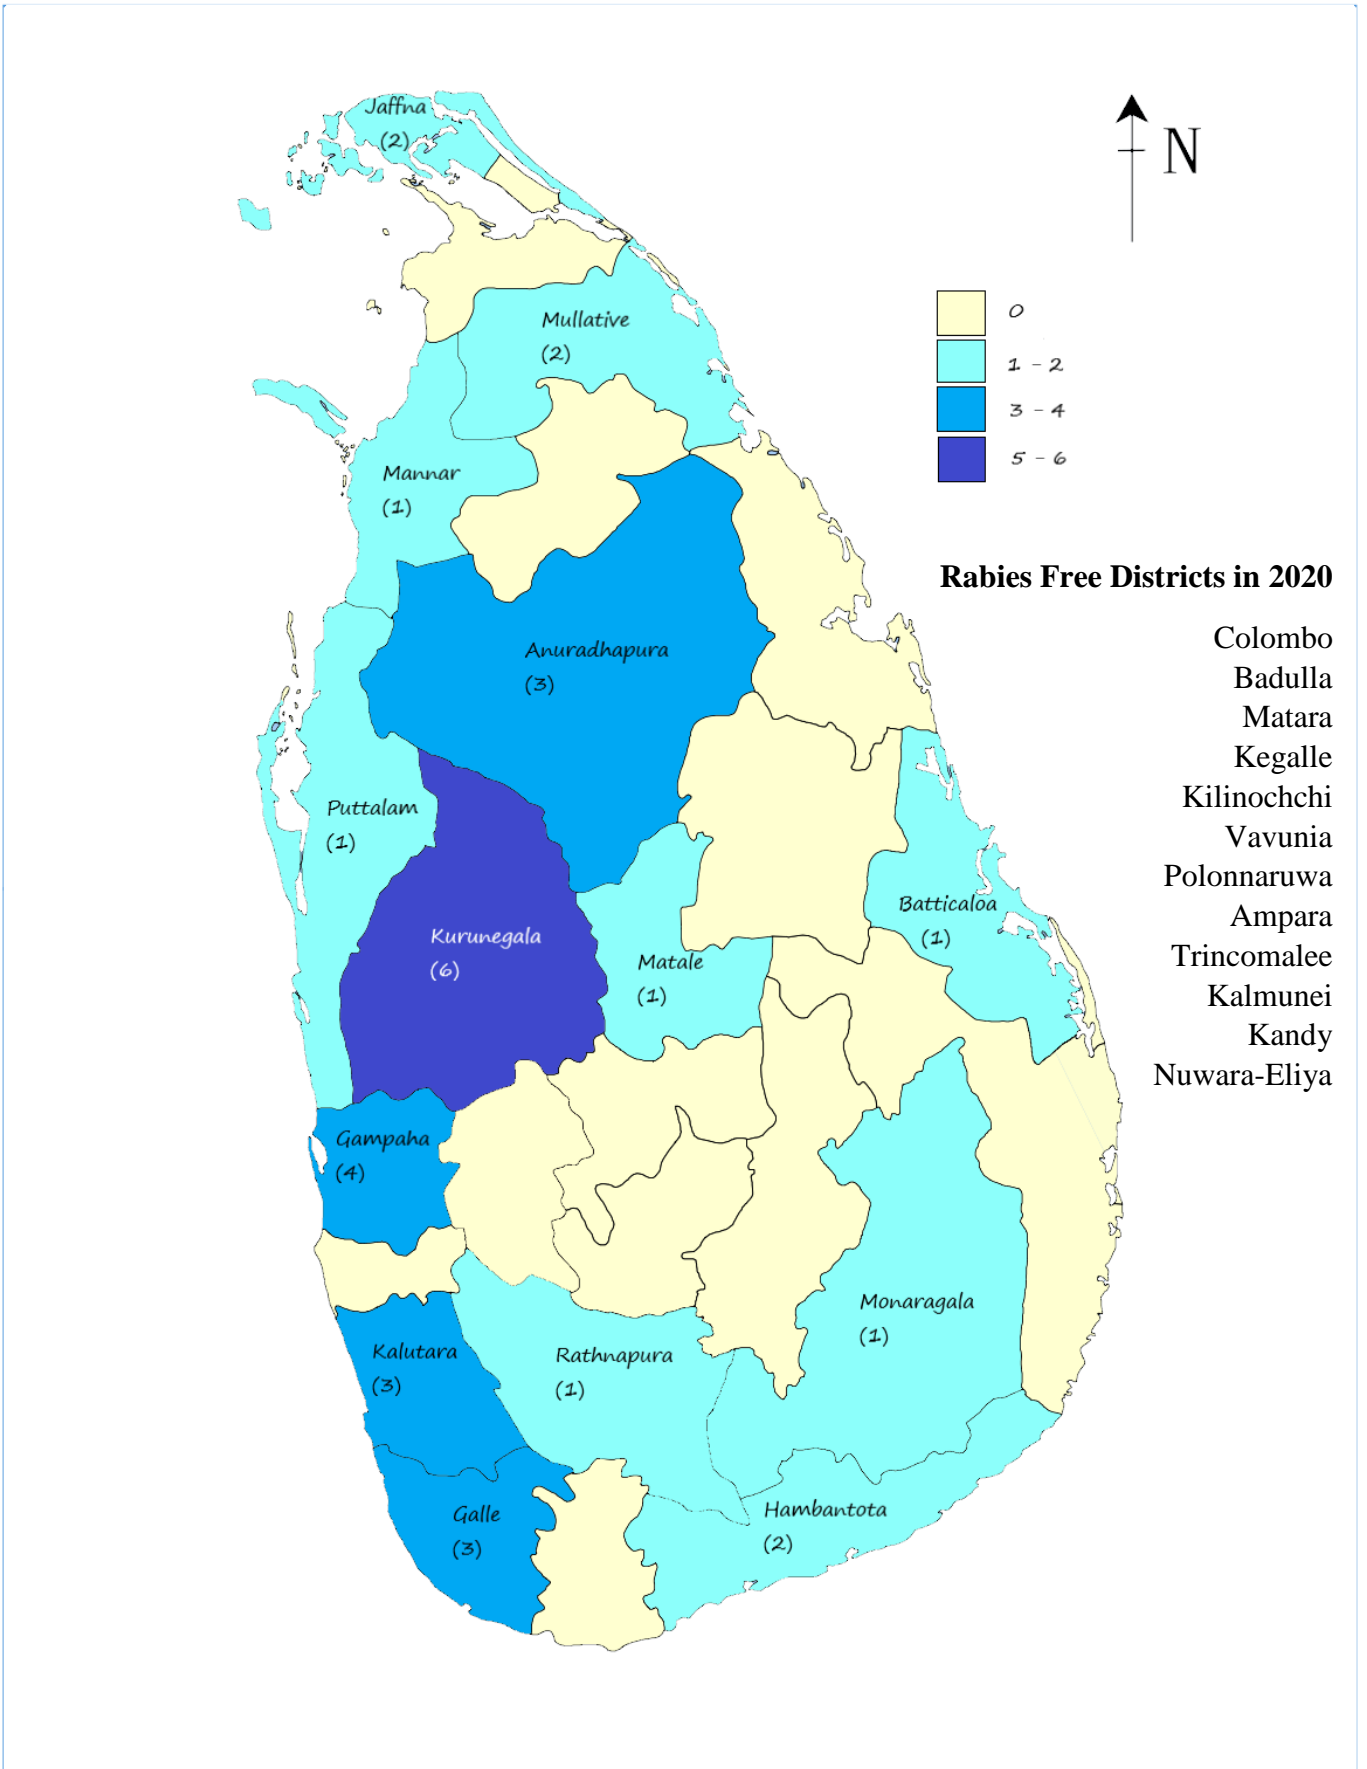 Jaffna
(2)
N
Mullative
(2)
0
1 - 2
3 - 4
5 - 6
Mannar
(1)
Rabies Free Districts in 2020
Colombo
Badulla
Matara
Kegalle
Kilinochchi
Vavunia
Polonnaruwa
Ampara
Trincomalee
Kalmunei
Kandy
Nuwara-Eliya
Anuradhapura
(3)
Puttalam
(1)
Kurunegala
(6)
Matale
(1)
Batticaloa
(1)
Gampaha
(4)
Kalutara
(3)
Rathnapura
(1)
Monaragala
(1)
Galle
(3)
Hambantota
(2)